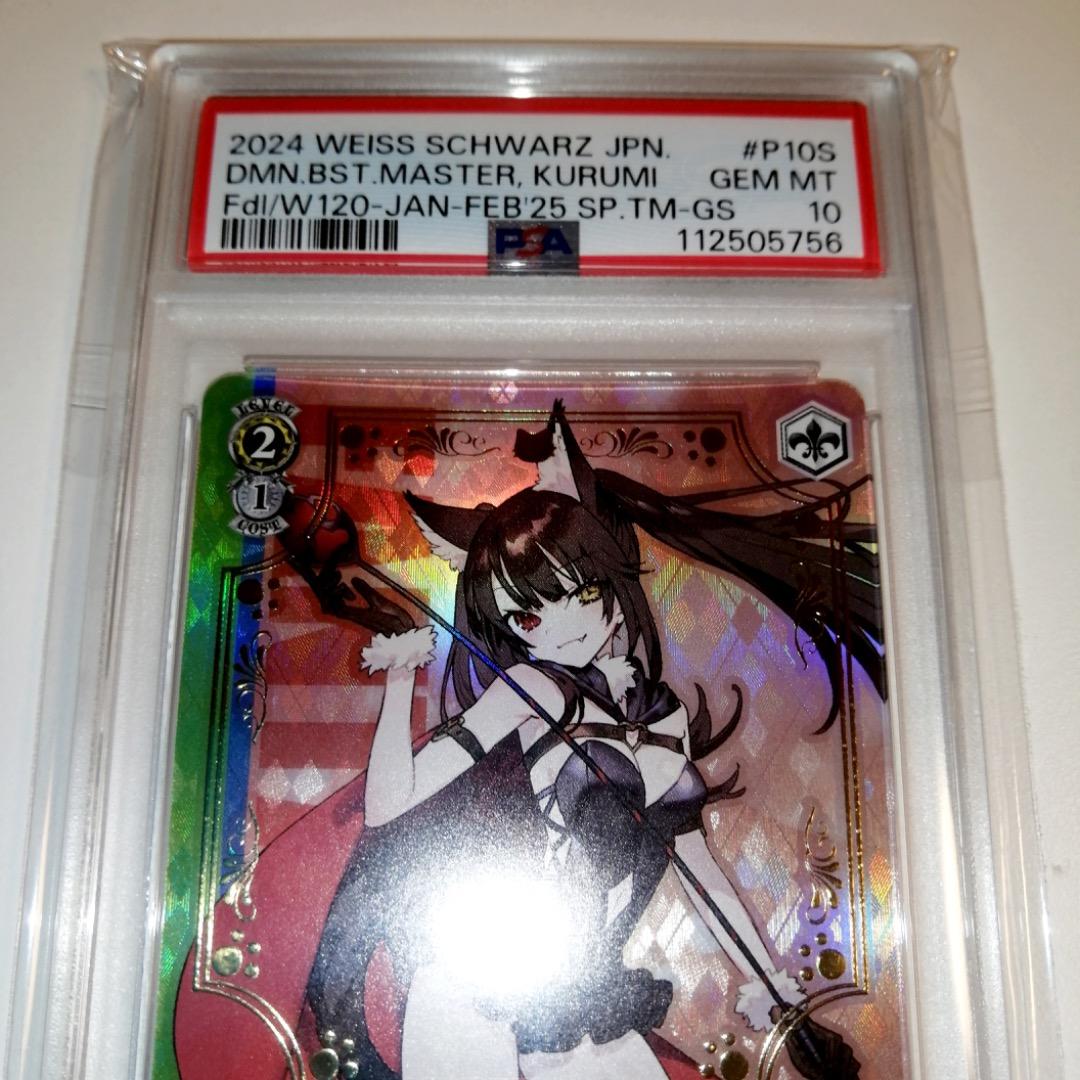 2024 WEISS SCHWARZ JPN. #P10S
DMN.BST.MASTER, KURUMI GEM MT
Fdl/W120-JAN-FEB'25 SP.TM-GS 10
PSA 112505756
LEVEL
2
1
COST